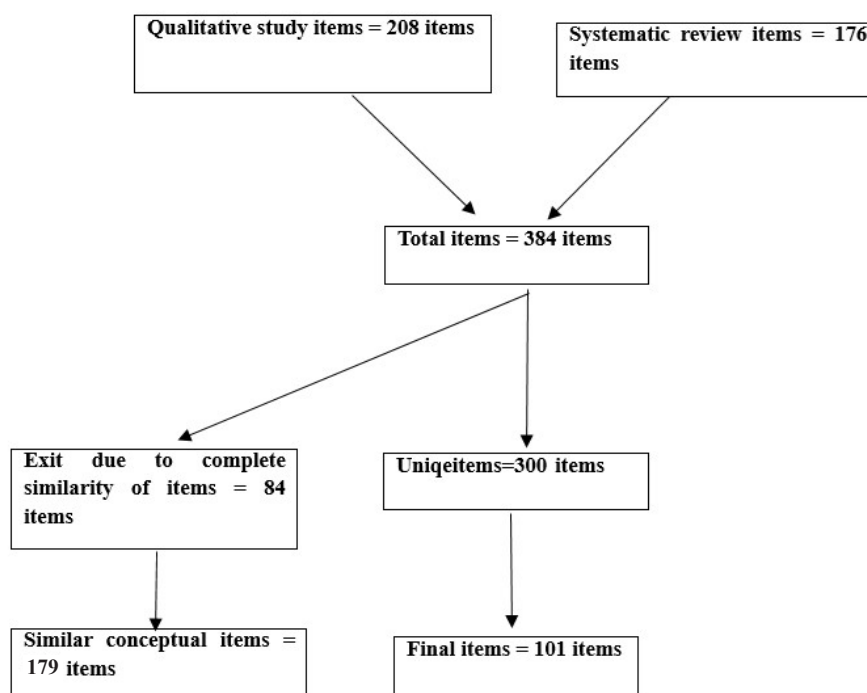 Qualitative study items = 208 items
Systematic review items = 176
items
Total items = 384 items
Exit due to complete
similarity of items = 84
items
Uniqeitems=300 items
Similar conceptual items =
179 items
Final items = 101 items